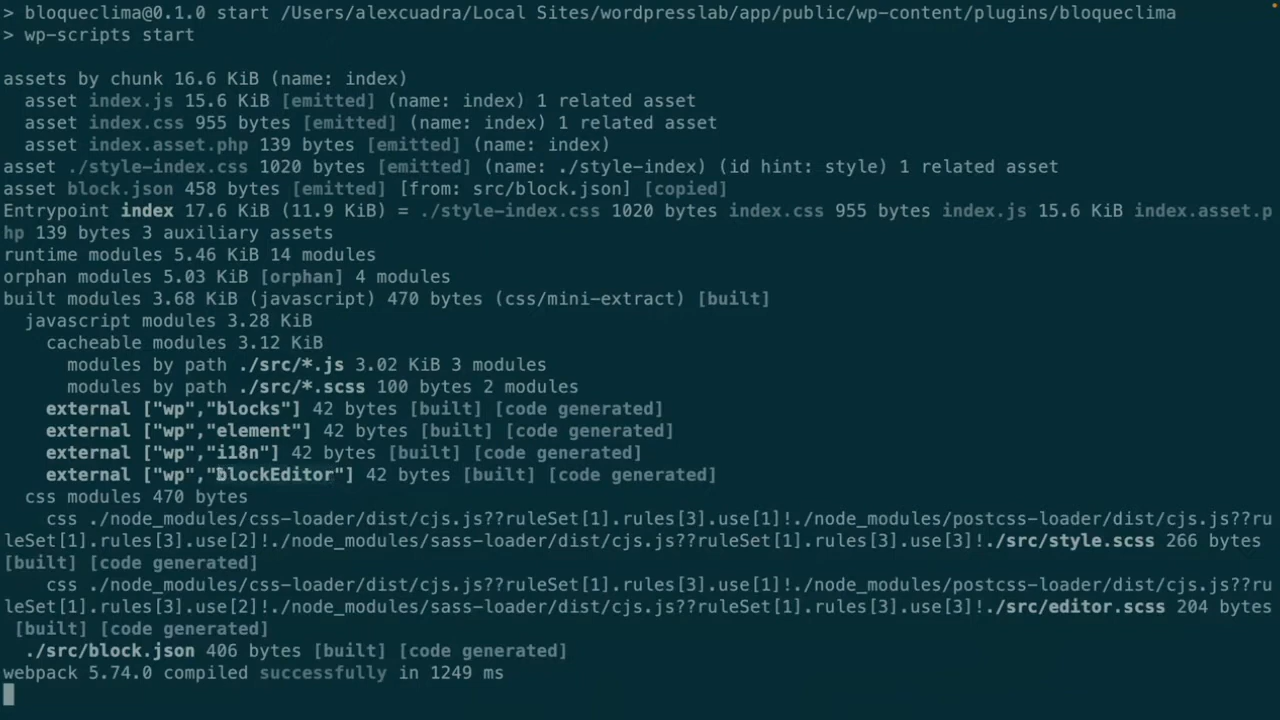 > bloqueclima@0.1.0 start /Users/alexcuadra/Local Sites/wordpresslab/app/public/wp-content/plugins/bloqueclima
> wp-scripts start
assets by chunk 16.6 KiB (name: index)
asset index.js 15.6 KiB [emitted] (name: index) 1 related asset
asset index.css 955 bytes [emitted] (name: index) 1 related asset
asset index.asset.php 139 bytes [emitted] (name: index)
asset ./style-index.css 1020 bytes [emitted] (name: ./style-index) (id hint: style) 1 related asset
asset block.json 458 bytes [emitted] [from: src/block.json] [copied]
Entrypoint index 17.6 KiB (11.9 KiB) = ./style-index.css 1020 bytes index.css 955 bytes index.js 15.6 KiB index.asset.p
hp 139 bytes 3 auxiliary assets
runtime modules 5.46 KiB 14 modules
orphan modules 5.03 KiB [orphan] 4 modules
built modules 3.68 KiB (javascript) 470 bytes (css/mini-extract) [built]
javascript modules 3.28 KiB
cacheable modules 3.12 KiB
modules by path ./src/*.js 3.02 KiB 3 modules
modules by path ./src/*.scss 100 bytes 2 modules
external ["wp","blocks"] 42 bytes [built] [code generated]
external ["wp","element"] 42 bytes [built] [code generated]
external ["wp","i18n"] 42 bytes [built] [code generated]
external ["wp","blockEditor"] 42 bytes [built] [code generated]
css modules 470 bytes
css ./node_modules/css-loader/dist/cjs.js??ruleSet[1].rules[3].use[1]!./node_modules/postcss-loader/dist/cjs.js??ru
leSet[1].rules[3].use[2]!./node_modules/sass-loader/dist/cjs.js??ruleSet[1].rules[3].use[3]!./src/style.scss 266 bytes
[built] [code generated]
css ./node_modules/css-loader/dist/cjs.js??ruleSet[1].rules[3].use[1]!./node_modules/postcss-loader/dist/cjs.js??ru
leSet[1].rules[3].use[2]!./node_modules/sass-loader/dist/cjs.js??ruleSet[1].rules[3].use[3]!./src/editor.scss 204 bytes
[built] [code generated]
./src/block.json 406 bytes [built] [code generated]
webpack 5.74.0 compiled successfully in 1249 ms